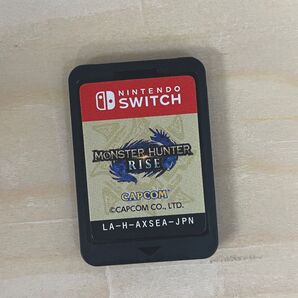 NINTENDO
SWITCH
MONSTER HUNTER
RISE
CAPCOM
©CAPCOM CO., LTD.
LA-H-AXSEA-JPN